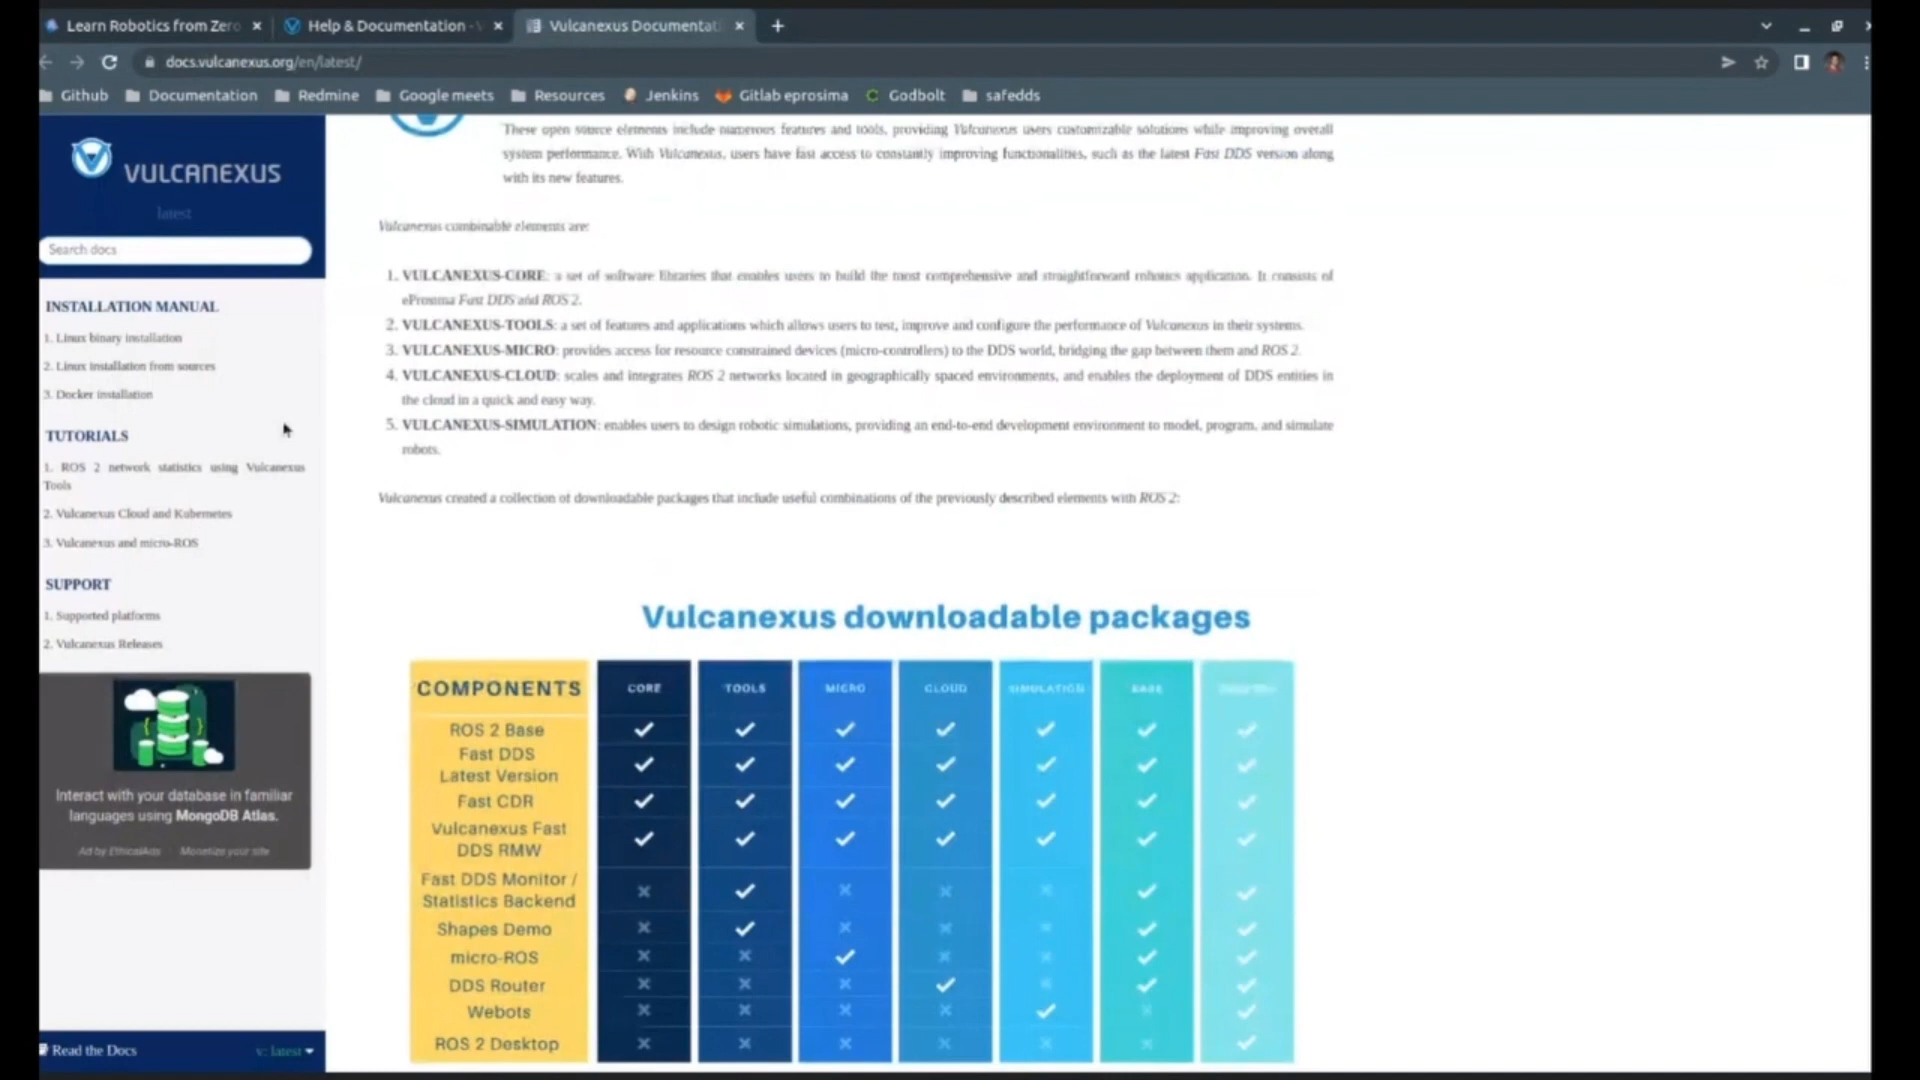 Learn Robotics from Zero
Help & Documentation -
Vulcanexus Documentat
docs.vulcanexus.org/en/latest/
Github
Documentation
Redmine
Google meets
Resources
Jenkins
Gitlab eprosima
Godbolt
safedds
VULCANEXUS
latest
Search docs
INSTALLATION MANUAL
1. Linux binary installation
2. Linux installation from sources
3. Docker installation
TUTORIALS
1. ROS 2 network statistics using Vulcanexus
Tools
2. Vulcanexus Cloud and Kubernetes
3. Vulcanexus and micro-ROS
SUPPORT
1. Supported platforms
2. Vulcanexus Releases
Interact with your database in familiar
languages using MongoDB Atlas.
Ad by EthicalAds · Monetize your site
Read the Docs
v: latest
These open source elements include numerous features and tools, providing Vulcanexus users customizable solutions while improving overall
system performance. With Vulcanexus, users have fast access to constantly improving functionalities, such as the latest Fast DDS version along
with its new features.
Vulcanexus combinable elements are:
1. VULCANEXUS-CORE: a set of software libraries that enables users to build the most comprehensive and straightforward robotics application. It consists of
eProsima Fast DDS and ROS 2.
2. VULCANEXUS-TOOLS: a set of features and applications which allows users to test, improve and configure the performance of Vulcanexus in their systems.
3. VULCANEXUS-MICRO: provides access for resource constrained devices (micro-controllers) to the DDS world, bridging the gap between them and ROS 2.
4. VULCANEXUS-CLOUD: scales and integrates ROS 2 networks located in geographically spaced environments, and enables the deployment of DDS entities in
the cloud in a quick and easy way.
5. VULCANEXUS-SIMULATION: enables users to design robotic simulations, providing an end-to-end development environment to model, program, and simulate
robots.
Vulcanexus created a collection of downloadable packages that include useful combinations of the previously described elements with ROS 2:
Vulcanexus downloadable packages
COMPONENTS CORE TOOLS MICRO CLOUD SIMULATION BASE
ROS 2 Base
Fast DDS
Latest Version
Fast CDR
Vulcanexus Fast
DDS RMW
Fast DDS Monitor /
Statistics Backend
Shapes Demo
micro-ROS
DDS Router
Webots
ROS 2 Desktop